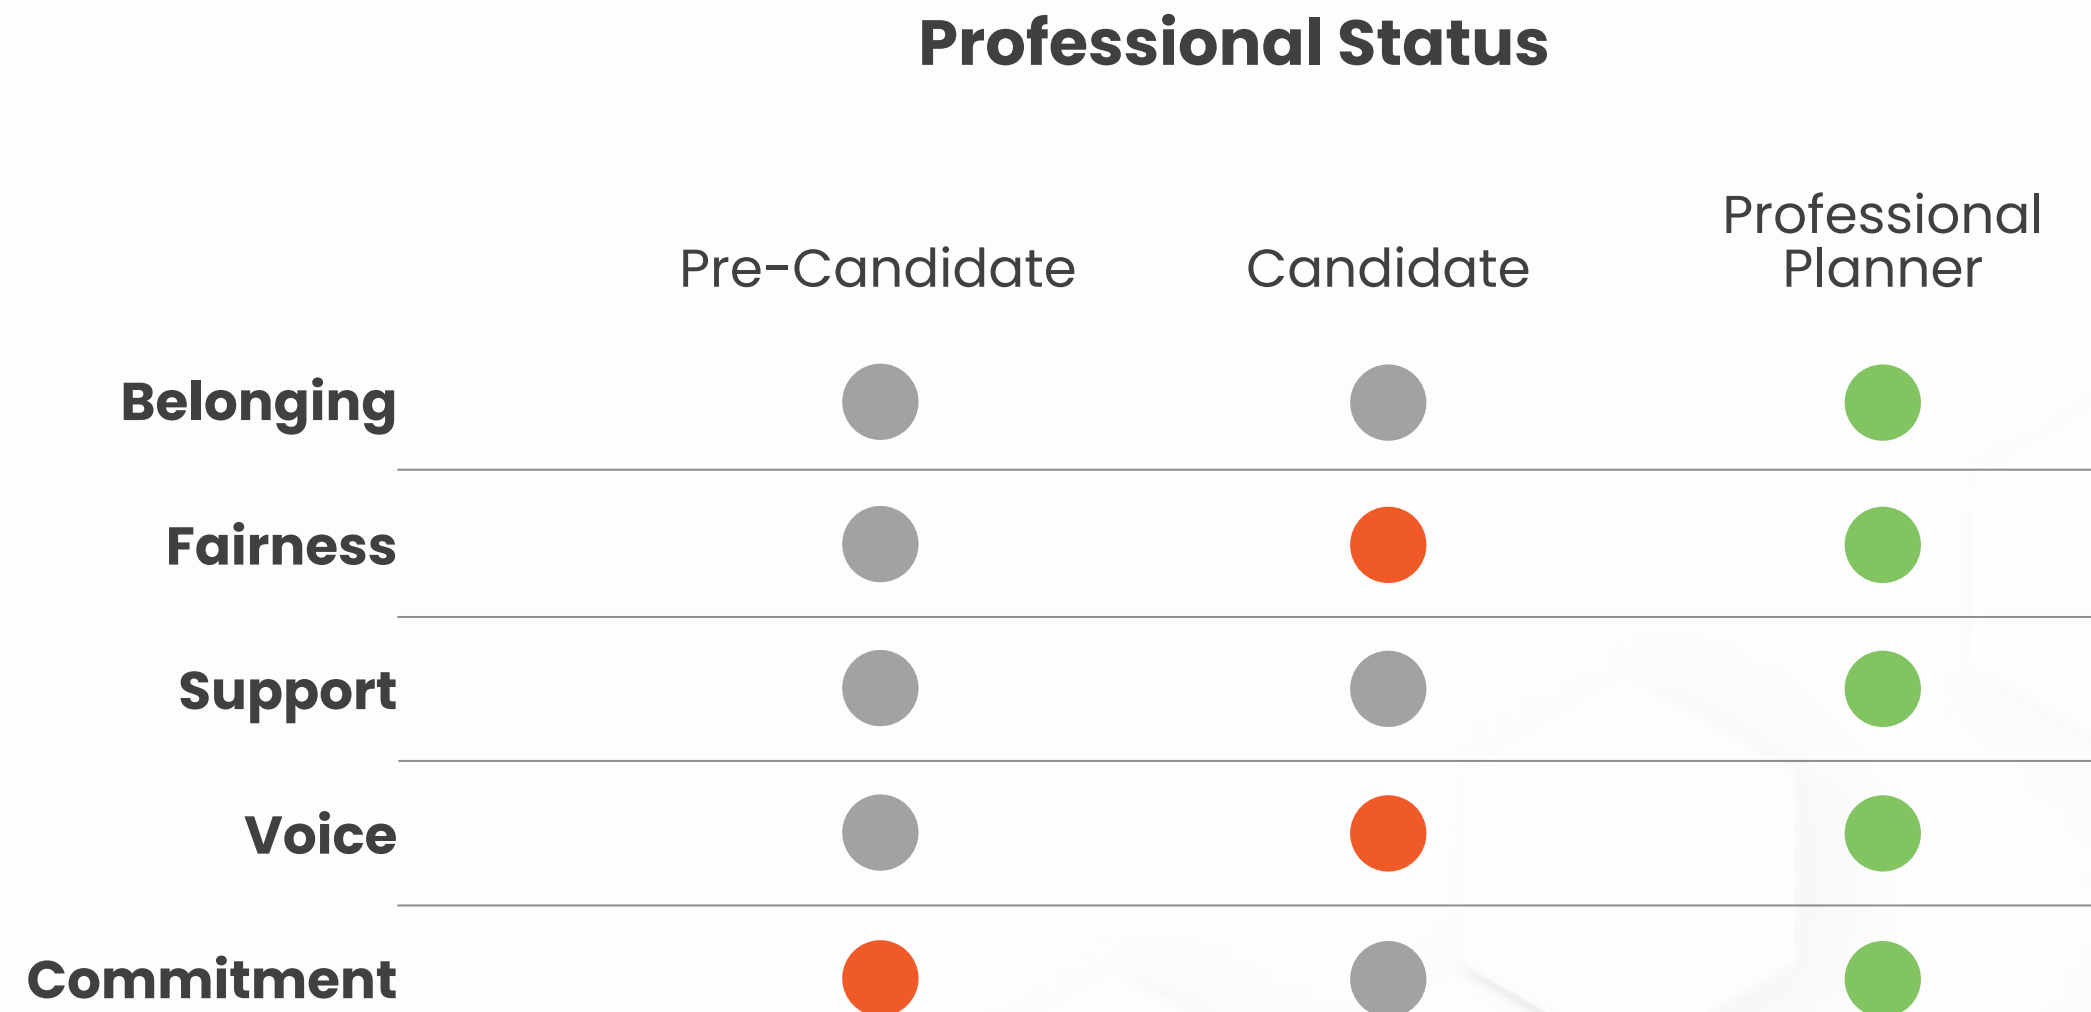 Professional Status
Pre-Candidate
Candidate
Professional
Planner
Belonging
Fairness
Support
Voice
Commitment